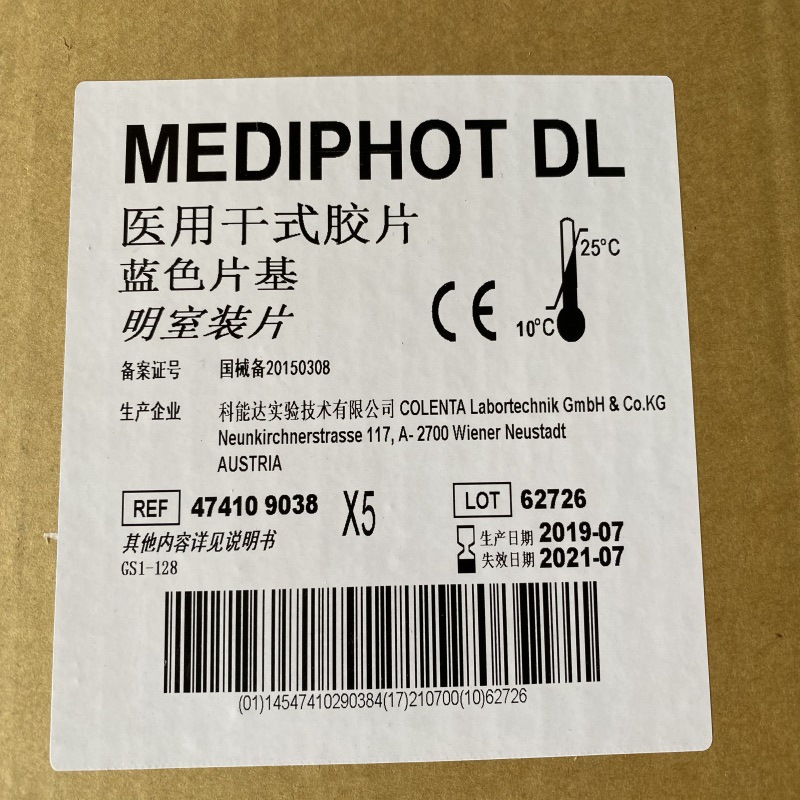 MEDIPHOT DL
医用干式胶片
蓝色片基
明室装片
CE
25°C
10°C
备案证号 国械备20150308
生产企业 科能达实验技术有限公司 COLENTA Labortechnik GmbH & Co.KG
Neunkirchnerstrasse 117, A- 2700 Wiener Neustadt
AUSTRIA
REF 47410 9038 X5
LOT 62726
其他内容详见说明书
生产日期 2019-07
失效日期 2021-07
GS1-128
(01)14547410290384(17)210700(10)62726